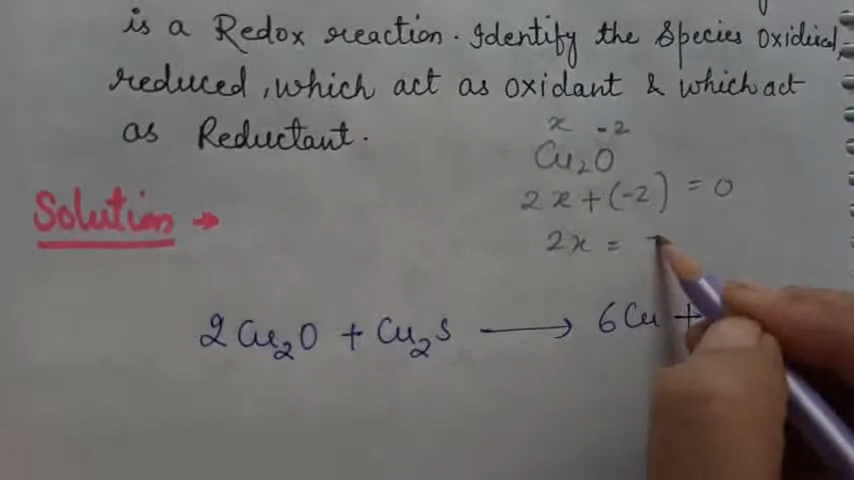 is a Redox reaction. Identify the Species Oxidised,
reduced, which act as oxidant & which act
as Reductant.
x -2
Cu₂O
2x + (-2) = 0
2x =
Solution →
2Cu₂O + Cu₂S ⟶ 6Cu +